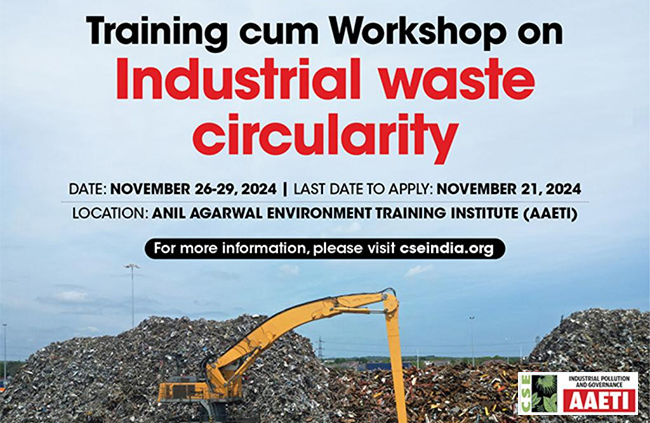 Training cum Workshop on
Industrial waste
circularity
DATE: NOVEMBER 26-29, 2024 | LAST DATE TO APPLY: NOVEMBER 21, 2024
LOCATION: ANIL AGARWAL ENVIRONMENT TRAINING INSTITUTE (AAETI)
For more information, please visit cseindia.org
CSE
INDUSTRIAL POLLUTION
AND GOVERNANCE
AAETI